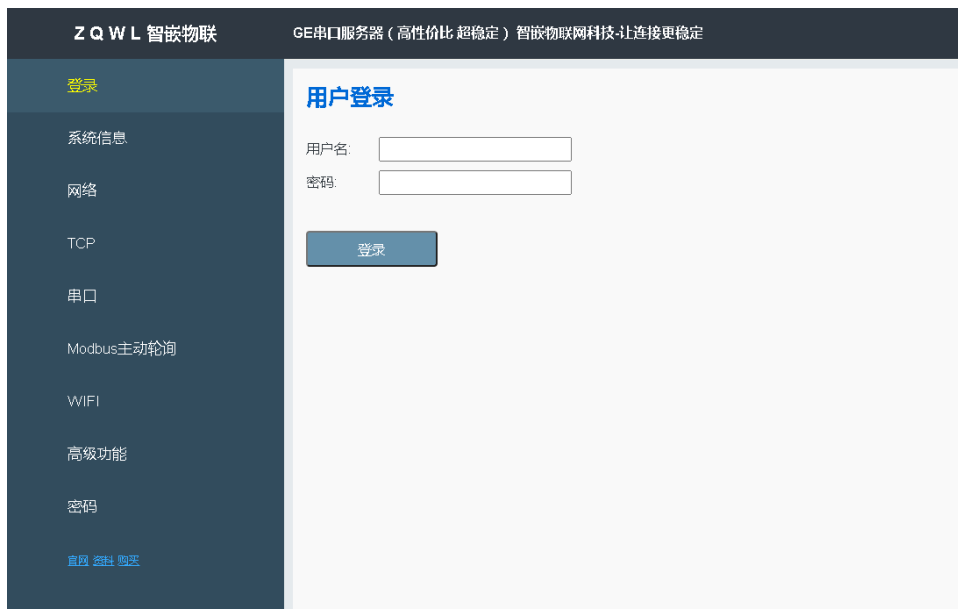 ZQWL 智嵌物联
GE串口服务器（高性价比 超稳定）智嵌物联网科技-让连接更稳定
登录
系统信息
网络
TCP
串口
Modbus主动轮询
WIFI
高级功能
密码
官网 资料 购买
用户登录
用户名:
密码:
登录